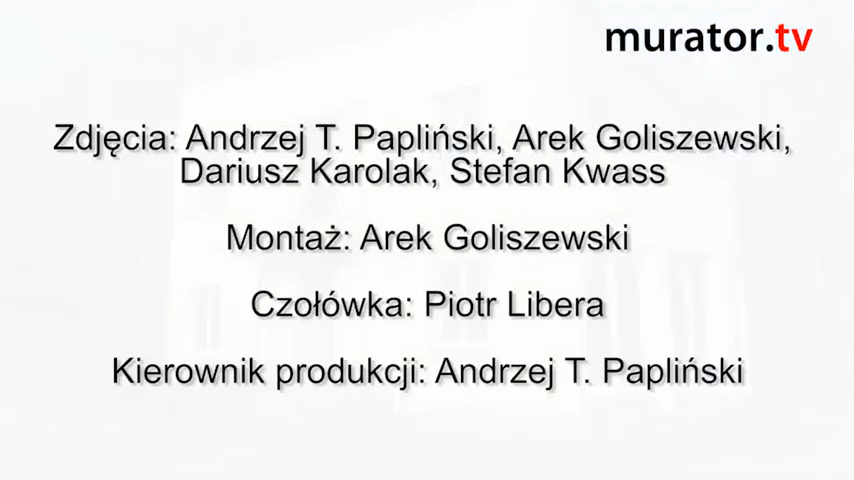 murator.tv
Zdjęcia: Andrzej T. Papliński, Arek Goliszewski,
Dariusz Karolak, Stefan Kwass
Montaż: Arek Goliszewski
Czołówka: Piotr Libera
Kierownik produkcji: Andrzej T. Papliński